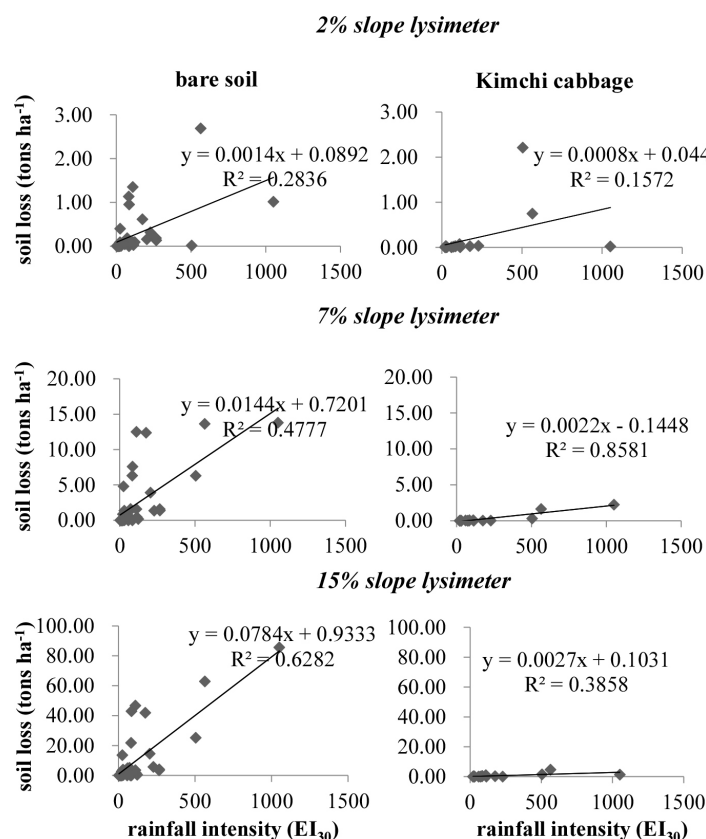 2% slope lysimeter
bare soil
Kimchi cabbage
soil loss (tons ha⁻¹)
3.00
2.00
1.00
0.00
y = 0.0014x + 0.0892
R² = 0.2836
0
500
1000
1500
3.00
2.00
1.00
0.00
y = 0.0008x + 0.044
R² = 0.1572
0
500
1000
1500
7% slope lysimeter
soil loss (tons ha⁻¹)
20.00
15.00
10.00
5.00
0.00
y = 0.0144x + 0.7201
R² = 0.4777
0
500
1000
1500
20.00
15.00
10.00
5.00
0.00
y = 0.0022x - 0.1448
R² = 0.8581
0
500
1000
1500
15% slope lysimeter
soil loss (tons ha⁻¹)
100.00
80.00
60.00
40.00
20.00
0.00
y = 0.0784x + 0.9333
R² = 0.6282
0
500
1000
1500
rainfall intensity (EI₃₀)
100.00
80.00
60.00
40.00
20.00
0.00
y = 0.0027x + 0.1031
R² = 0.3858
0
500
1000
1500
rainfall intensity (EI₃₀)